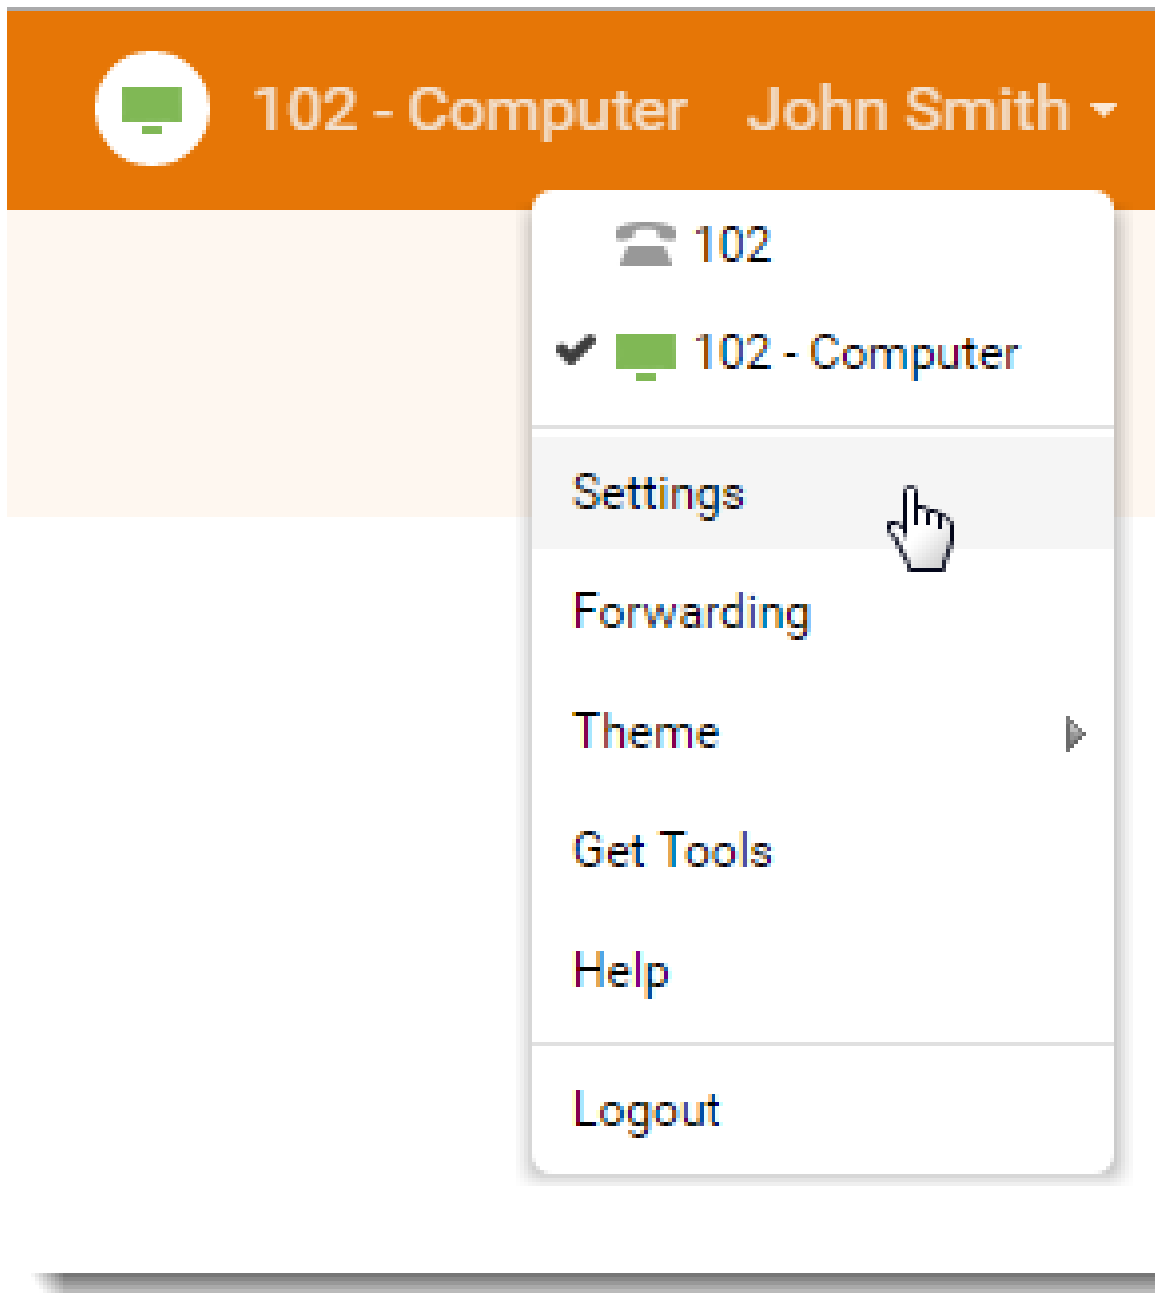 102 - Computer John Smith
102
102 - Computer
Settings
Forwarding
Theme
Get Tools
Help
Logout